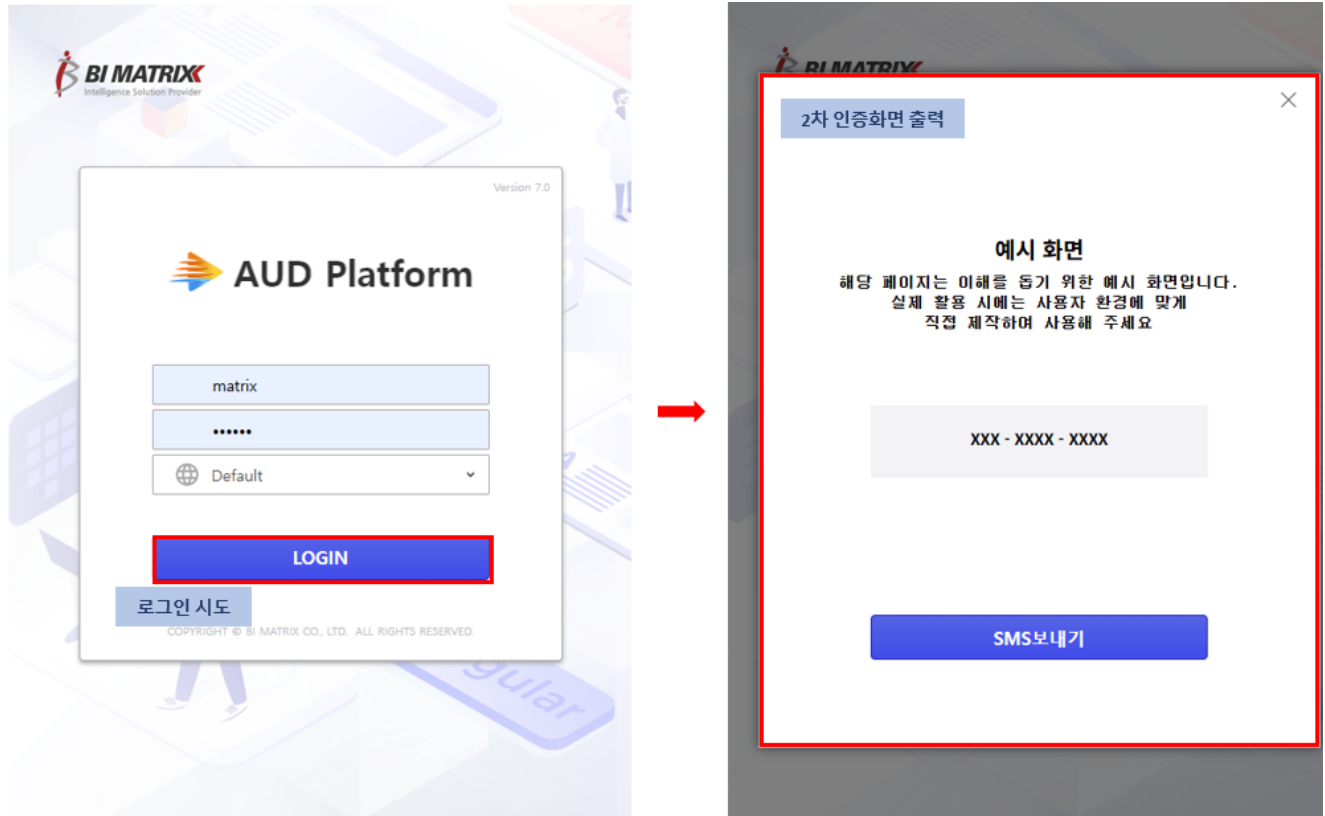 BI MATRIX
Intelligence Solution Provider
Version 7.0
AUD Platform
matrix
••••••
Default
LOGIN
로그인 시도
COPYRIGHT © BI MATRIX CO., LTD. ALL RIGHTS RESERVED.
gular
BI MATRIX
2차 인증화면 출력
예시 화면
해당 페이지는 이해를 돕기 위한 예시 화면입니다.
실제 활용 시에는 사용자 환경에 맞게
직접 제작하여 사용해 주세요
XXX - XXXX - XXXX
SMS보내기